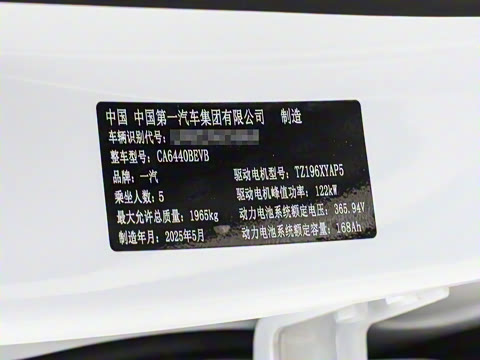 中国 中国第一汽车集团有限公司 制造
车辆识别代号：
整车型号：CA6440BEVB
品牌：一汽 驱动电机型号：TZ196XYAP5
乘坐人数：5 驱动电机峰值功率：122kW
最大允许总质量：1965kg 动力电池系统额定电压：365.94V
制造年月：2025年5月 动力电池系统额定容量：168Ah